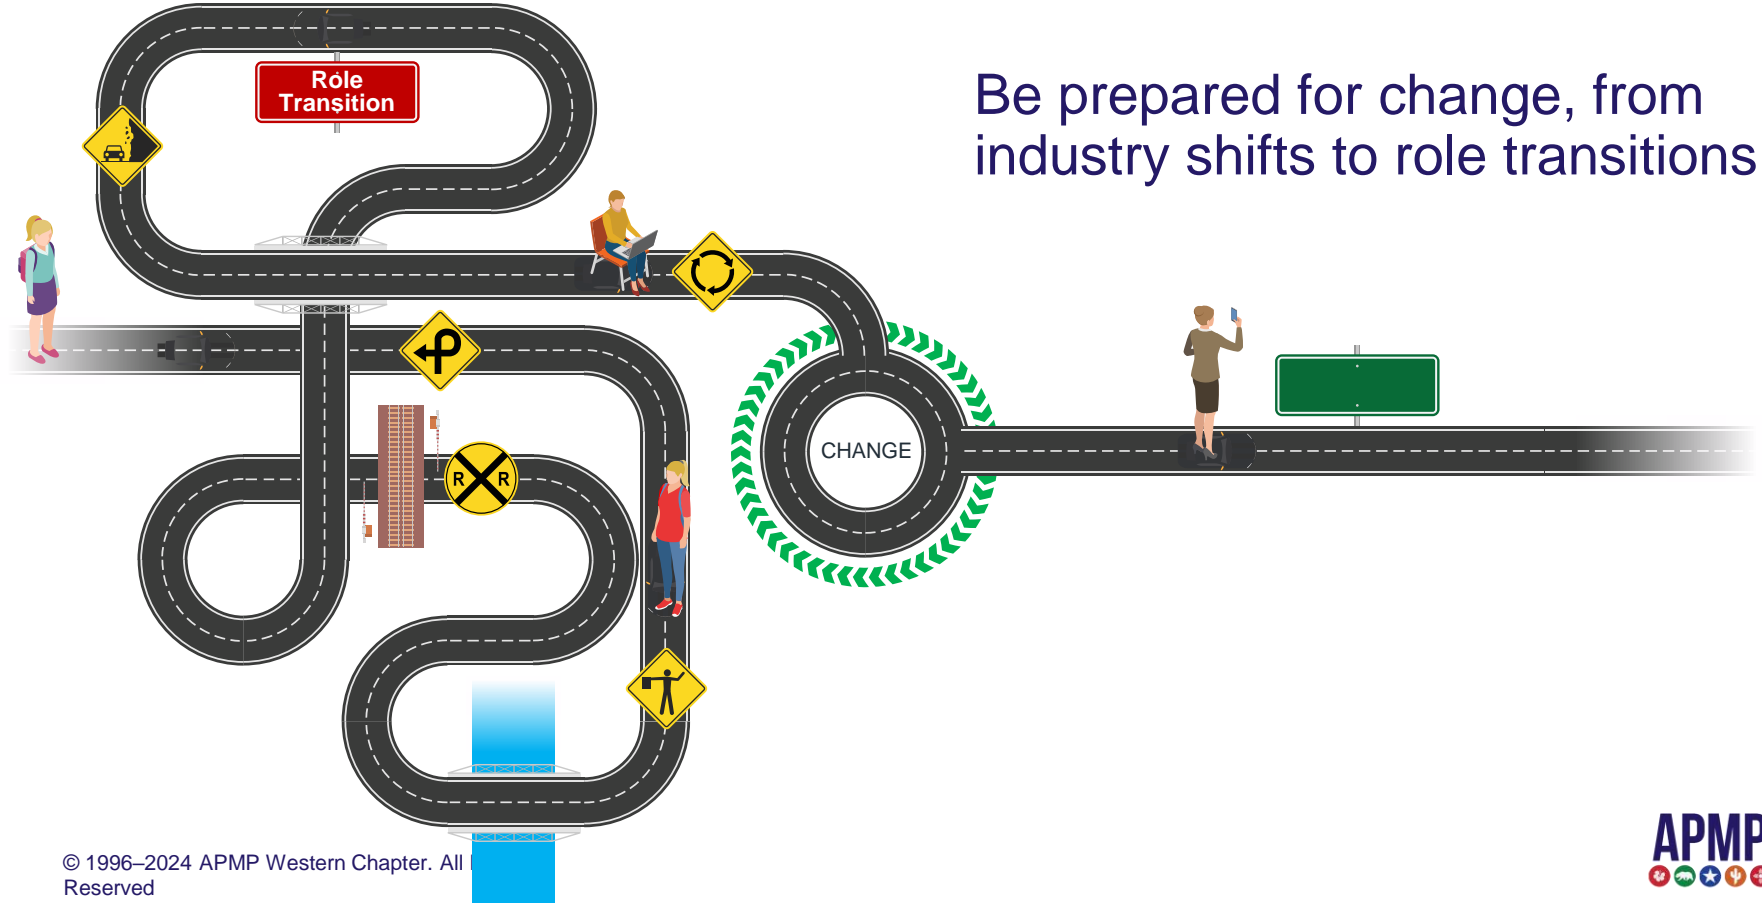 Role
Transition
Be prepared for change, from
industry shifts to role transitions
R R
CHANGE
© 1996–2024 APMP Western Chapter. All
Reserved
APMP